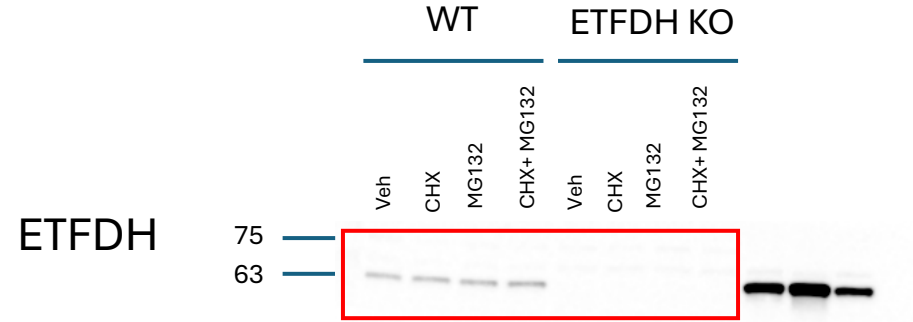 WT ETFDH KO
Veh CHX MG132 CHX+ MG132 Veh CHX MG132 CHX+ MG132
ETFDH
75
63